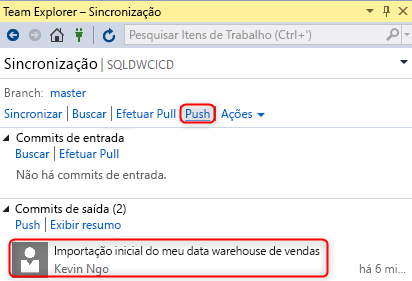 Team Explorer – Sincronização
Pesquisar Itens de Trabalho (Ctrl+')
Sincronização | SQLDWCICD
Branch: master
Sincronizar | Buscar | Efetuar Pull | Push | Ações
Commits de entrada
Buscar | Efetuar Pull
Não há commits de entrada.
Commits de saída (2)
Push | Exibir resumo
Importação inicial do meu data warehouse de vendas
Kevin Ngo há 6 mi...